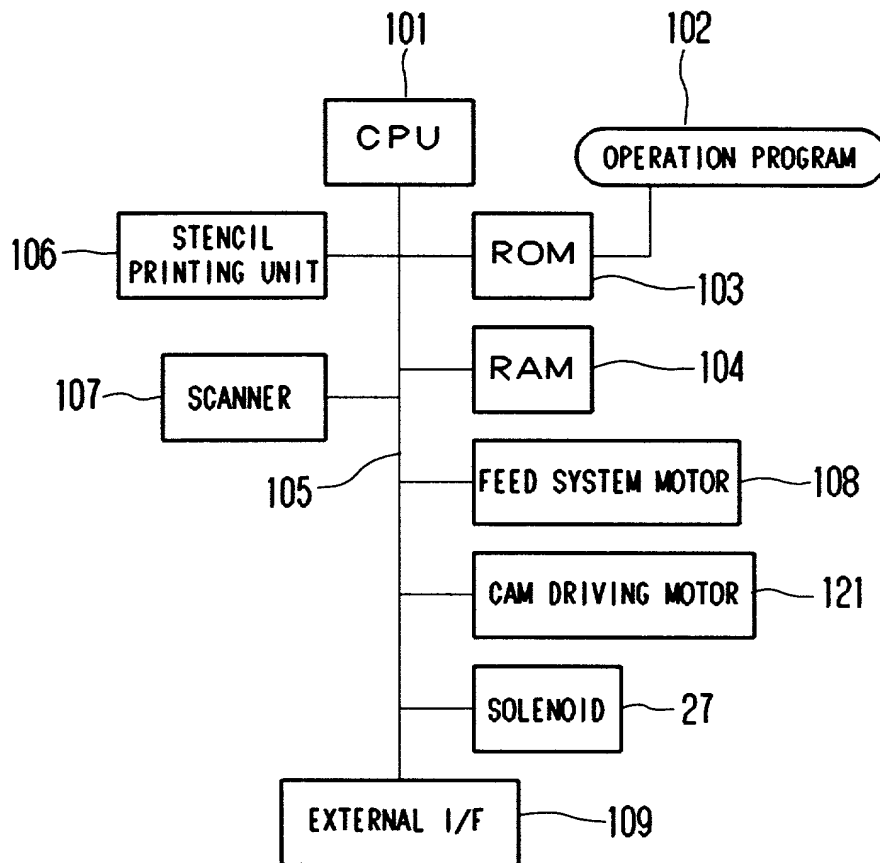 101
102
CPU
OPERATION PROGRAM
106
STENCIL
PRINTING UNIT
ROM
103
107
SCANNER
RAM
104
105
FEED SYSTEM MOTOR
108
CAM DRIVING MOTOR
121
SOLENOID
27
EXTERNAL I/F
109